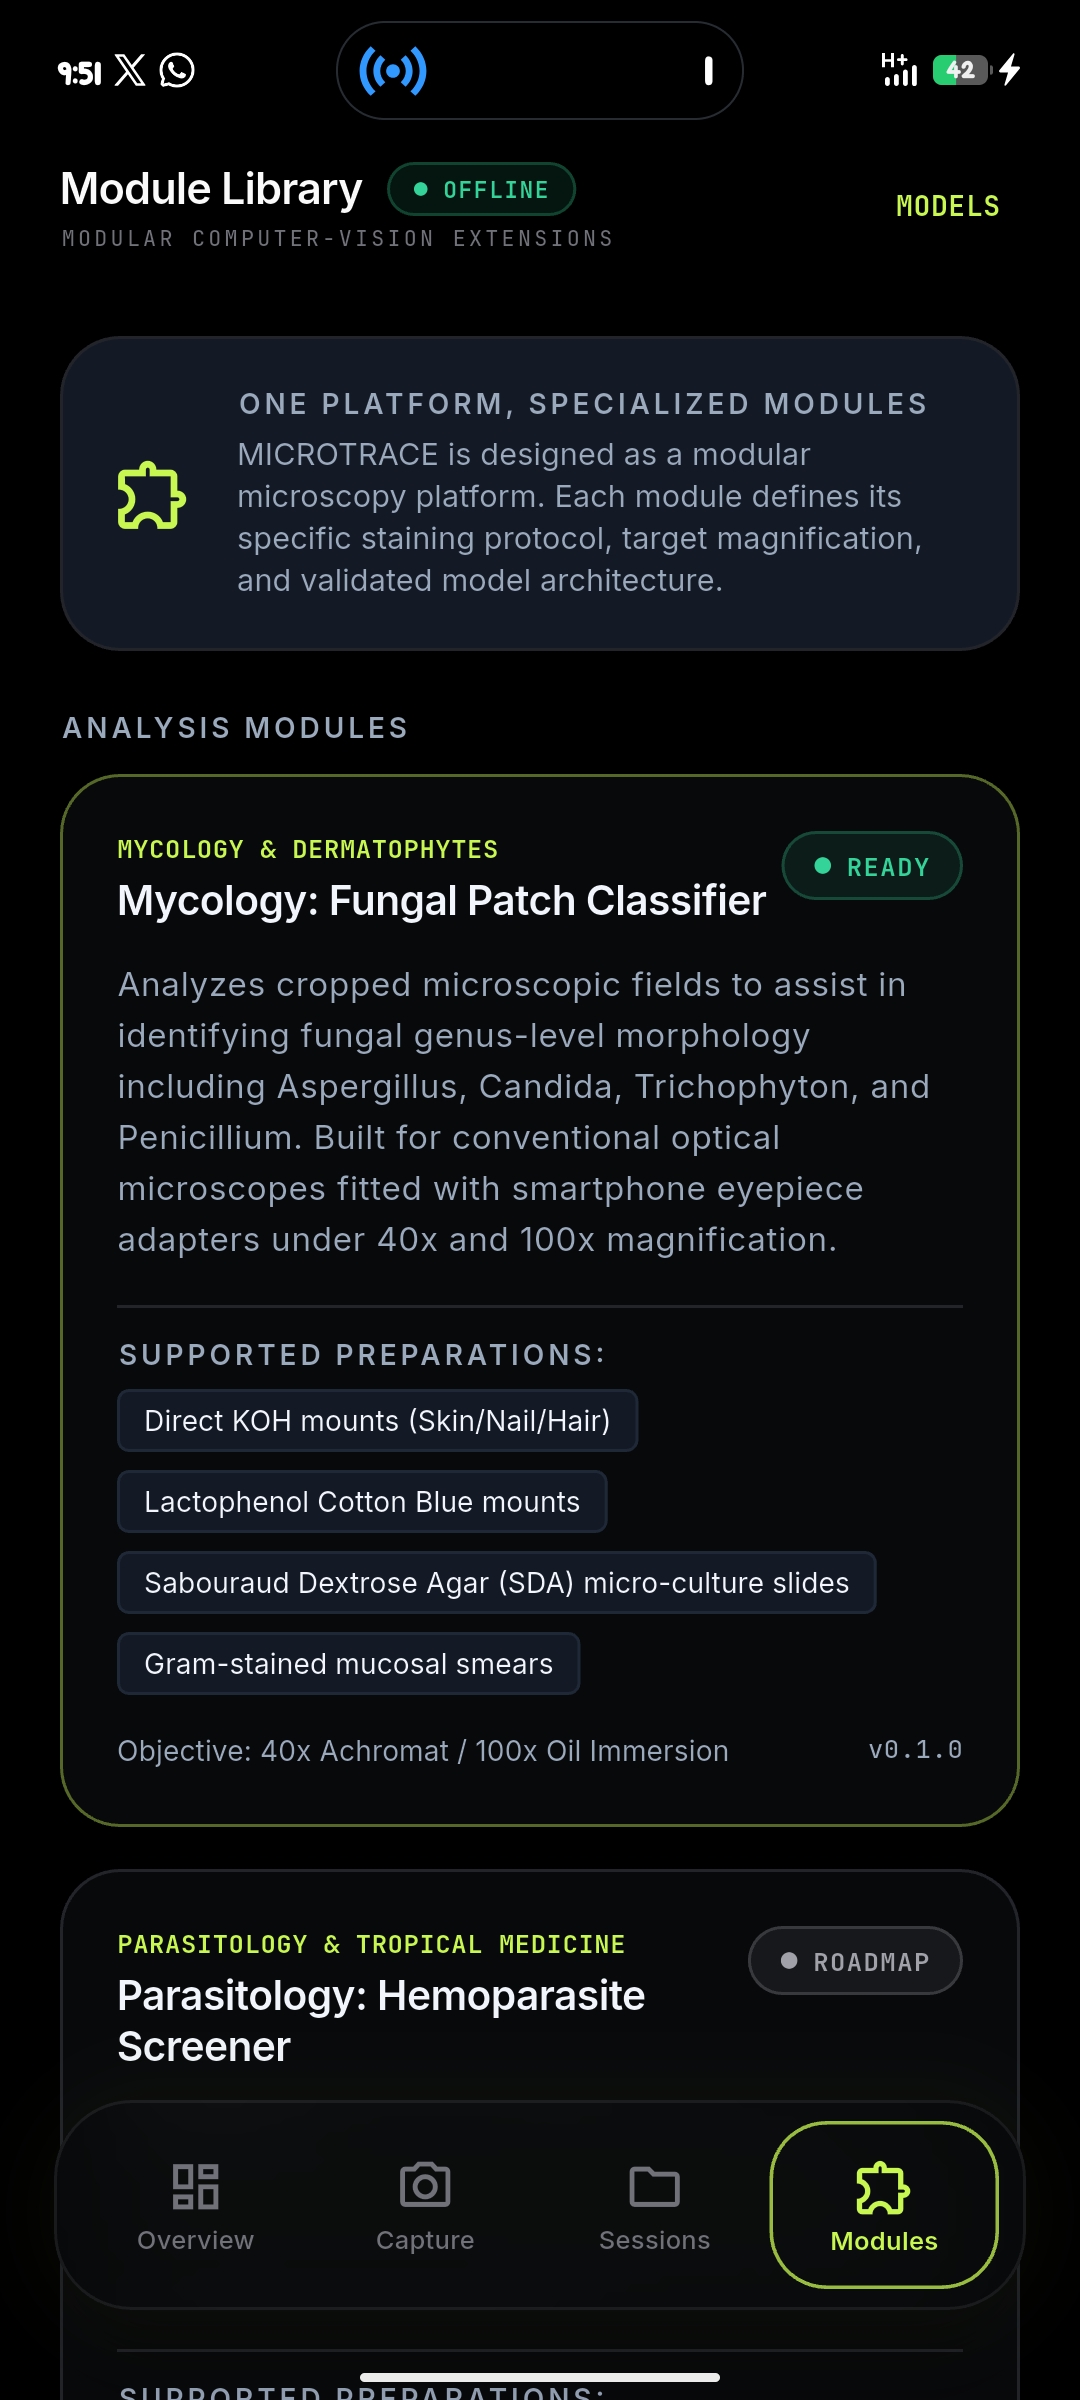 9:51
H+
42
Module Library
OFFLINE
MODULAR COMPUTER-VISION EXTENSIONS
MODELS
ONE PLATFORM, SPECIALIZED MODULES
MICROTRACE is designed as a modular
microscopy platform. Each module defines its
specific staining protocol, target magnification,
and validated model architecture.
ANALYSIS MODULES
MYCOLOGY & DERMATOPHYTES
READY
Mycology: Fungal Patch Classifier
Analyzes cropped microscopic fields to assist in
identifying fungal genus-level morphology
including Aspergillus, Candida, Trichophyton, and
Penicillium. Built for conventional optical
microscopes fitted with smartphone eyepiece
adapters under 40x and 100x magnification.
SUPPORTED PREPARATIONS:
Direct KOH mounts (Skin/Nail/Hair)
Lactophenol Cotton Blue mounts
Sabouraud Dextrose Agar (SDA) micro-culture slides
Gram-stained mucosal smears
Objective: 40x Achromat / 100x Oil Immersion
v0.1.0
PARASITOLOGY & TROPICAL MEDICINE
ROADMAP
Parasitology: Hemoparasite
Screener
Overview
Capture
Sessions
Modules
SUPPORTED PREPARATIONS: